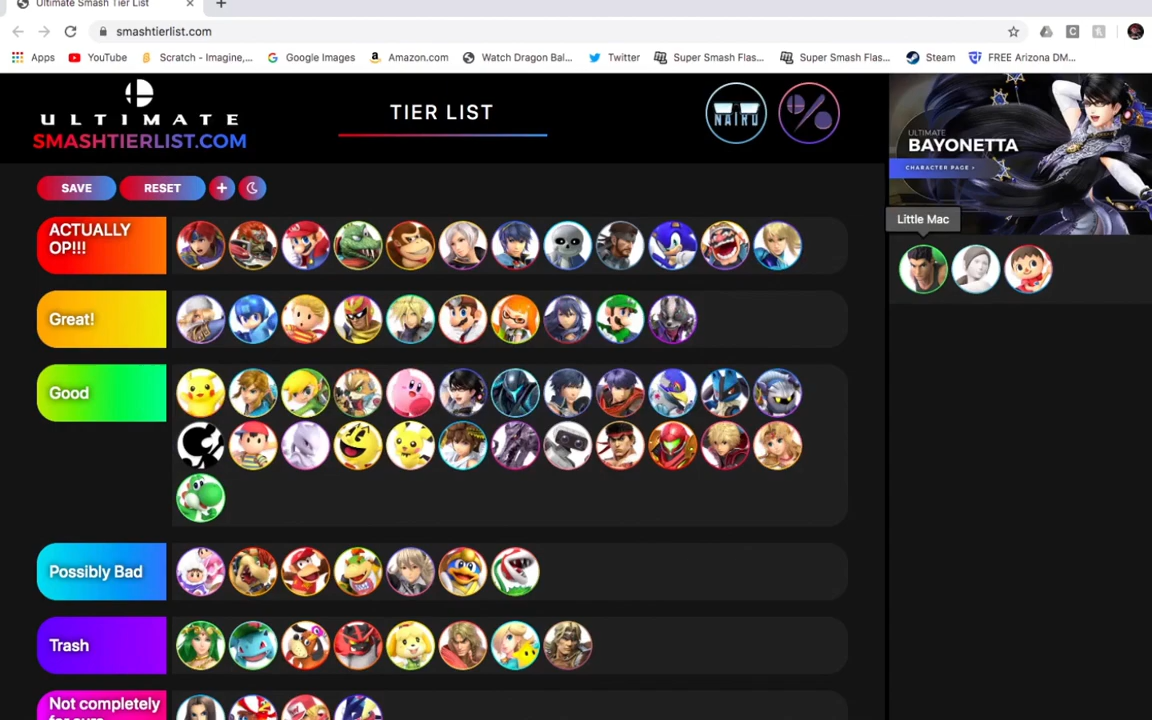 Ultimate Smash Tier List
smashtierlist.com
Apps
YouTube
Scratch - Imagine,...
Google Images
Amazon.com
Watch Dragon Bal...
Twitter
Super Smash Flas...
Super Smash Flas...
Steam
FREE Arizona DM...
ULTIMATE
SMASHTIERLIST.COM
TIER LIST
NAIRU
ULTIMATE
BAYONETTA
CHARACTER PAGE
SAVE
RESET
+
Little Mac
ACTUALLY
OP!!!
Great!
Good
Possibly Bad
Trash
Not completely
for sure